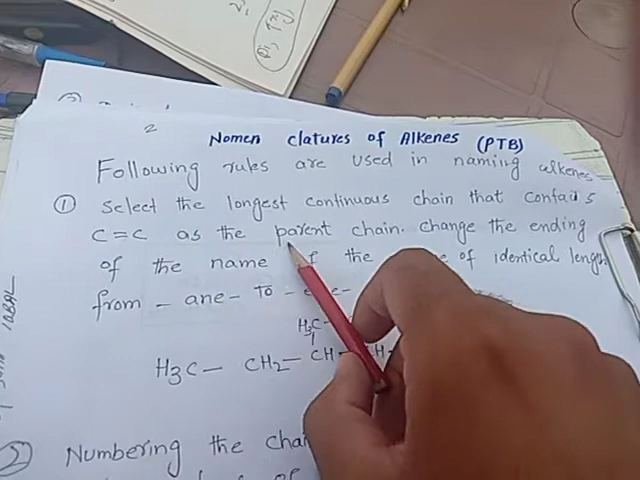 2
Nomen clatures of Alkenes (PTB)
Following rules are used in naming alkenes
① Select the longest continuous chain that contains
C=C as the parent chain. change the ending
of the name of the of identical length
from - ane - To -
H3C-
H3C - CH2 - CH -
② Numbering the